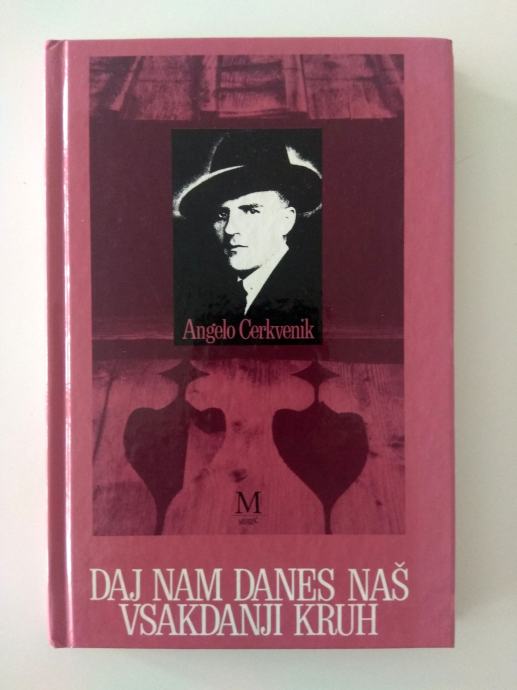 Angelo Cerkvenik
M
DAJ NAM DANES NAŠ
VSAKDANJI KRUH